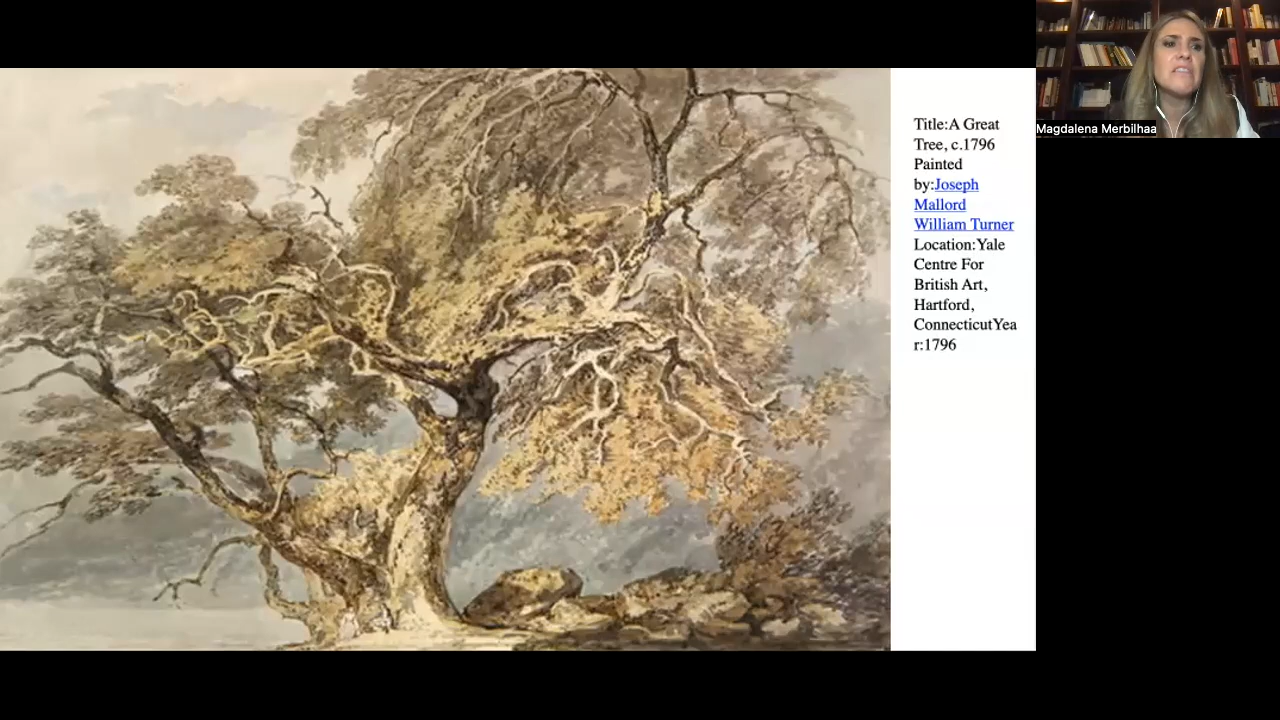 Title:A Great
Tree, c.1796
Painted
by:Joseph
Mallord
William Turner
Location:Yale
Centre For
British Art,
Hartford,
ConnecticutYea
r:1796
Magdalena Merbilhaa